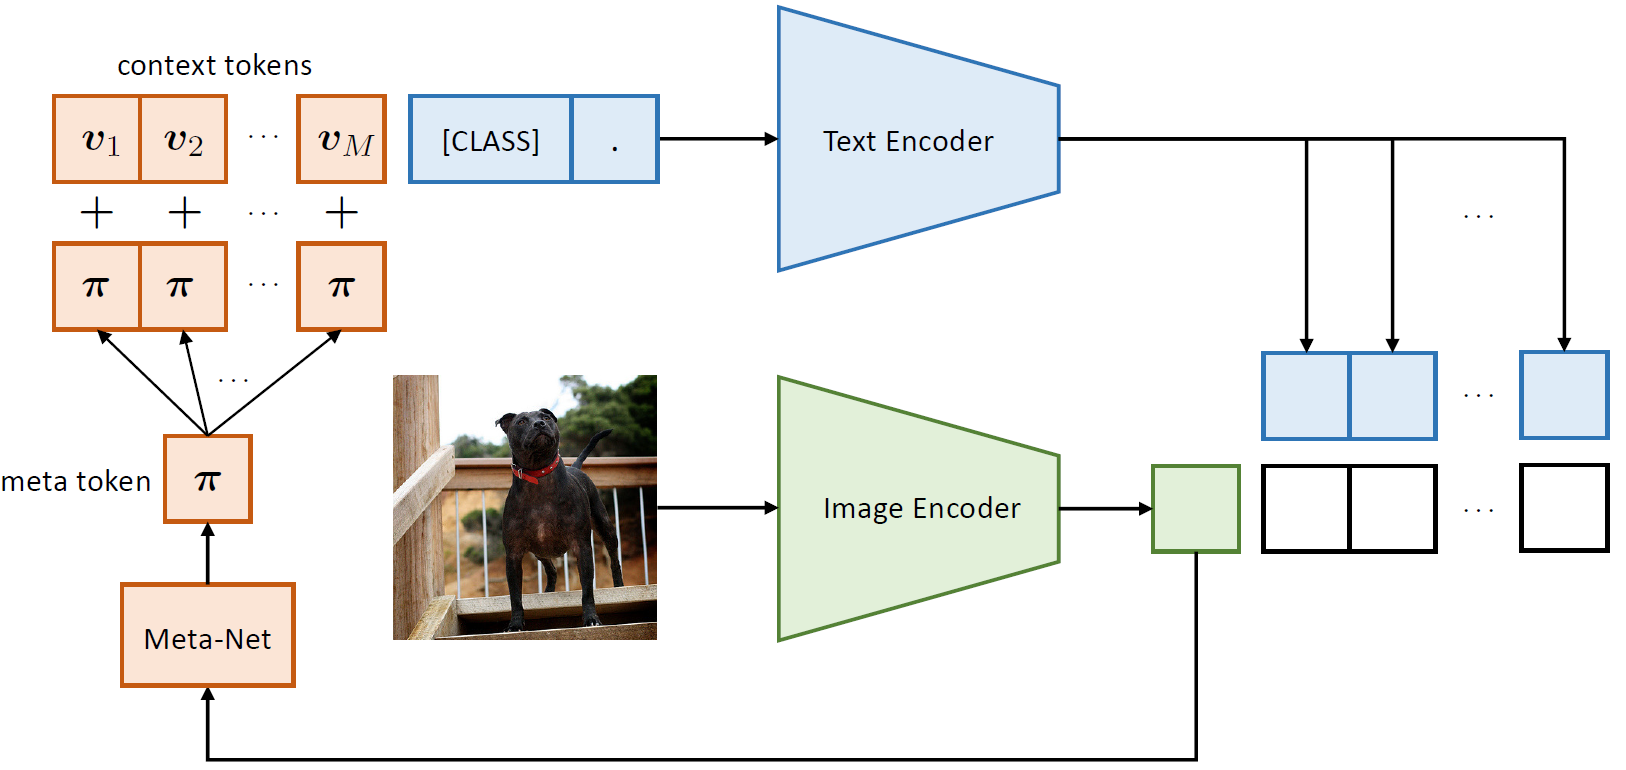 context tokens
v1 v2 ··· vM [CLASS] .
+ + ··· +
π π ··· π
···
meta token π
Meta-Net
Text Encoder
···
···
Image Encoder
···